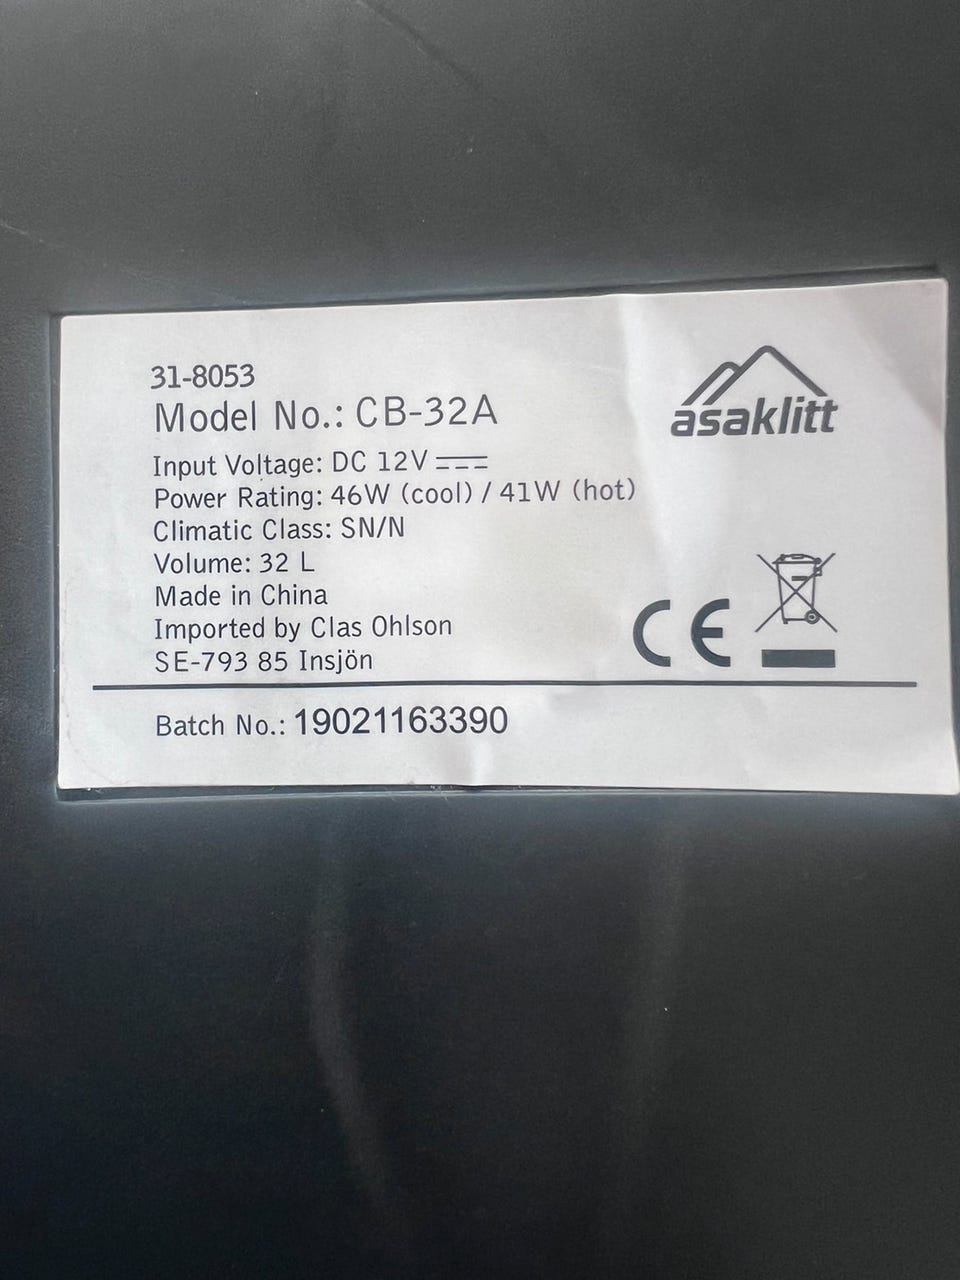 31-8053
Model No.: CB-32A
asaklitt
Input Voltage: DC 12V ⎓
Power Rating: 46W (cool) / 41W (hot)
Climatic Class: SN/N
Volume: 32 L
Made in China
Imported by Clas Ohlson
SE-793 85 Insjön
CE
Batch No.: 19021163390